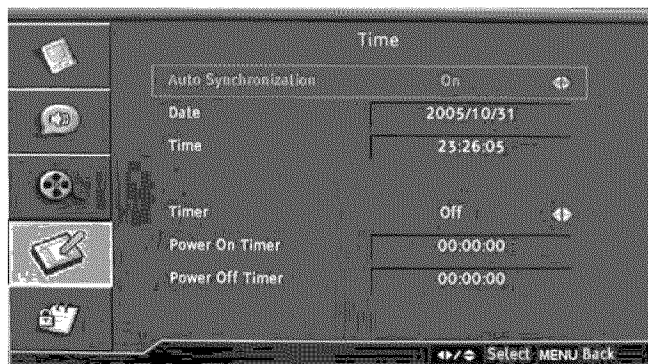 Time
Auto Synchronization On
Date 2005/10/31
Time 23:26:05
Timer Off
Power On Timer 00:00:00
Power Off Timer 00:00:00
Select MENU Back